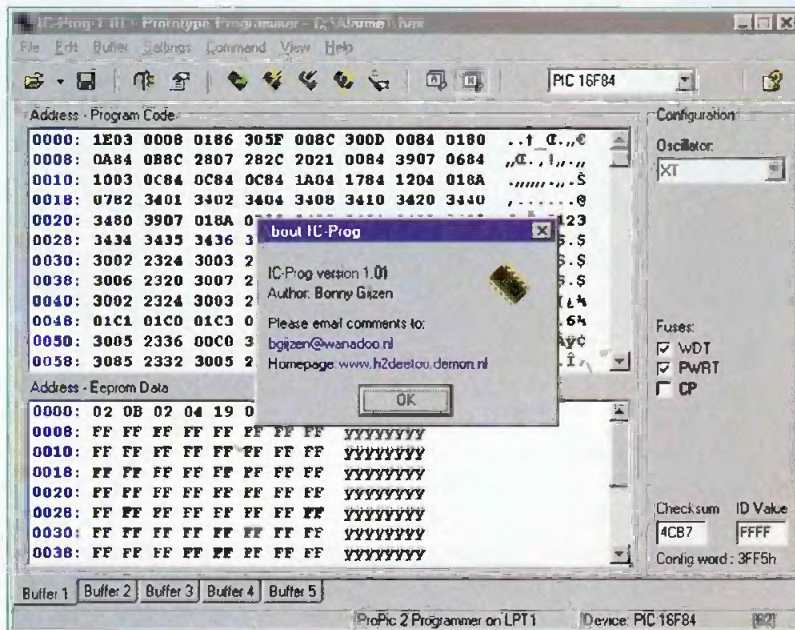 IC-Prog 1.01 - Prototype Programmer -
File Edit Buffer Settings Command View Help
PIC 16F84
Address - Program Code
0000: 1E03 0008 0186 305F 008C 300D 0084 0180
0008: 0A84 0B8C 2807 282C 2021 0084 3907 0684
0010: 1003 0C84 0C84 0C84 1A04 1784 1204 018A
0018: 0782 3401 3402 3404 3408 3410 3420 3440
0020: 3480 3907 018A
0028: 3434 3435 3436
0030: 3002 2324 3003
0038: 3006 2320 3007
0040: 3002 2324 3003
0048: 01C1 01C0 01C3
0050: 3005 2336 00C0
0058: 3085 2332 3005
Configuration
Oscillator:
XT
Fuses:
WDT
PWRT
CP
Checksum ID Value
4CB7 FFFF
Config word : 3FF5h
bout IC-Prog
IC-Prog version 1.01
Author: Bonny Gijzen
Please email comments to:
bgijzen@wanadoo.nl
Homepage: www.h2deetoo.demon.nl
OK
Address - Eeprom Data
0000: 02 0B 02 04 19
0008: FF FF FF FF FF FF FF FF ÿÿÿÿÿÿÿÿ
0010: FF FF FF FF FF FF FF FF ÿÿÿÿÿÿÿÿ
0018: FF FF FF FF FF FF FF FF ÿÿÿÿÿÿÿÿ
0020: FF FF FF FF FF FF FF FF ÿÿÿÿÿÿÿÿ
0028: FF FF FF FF FF FF FF FF ÿÿÿÿÿÿÿÿ
0030: FF FF FF FF FF FF FF FF ÿÿÿÿÿÿÿÿ
0038: FF FF FF FF FF FF FF FF ÿÿÿÿÿÿÿÿ
Buffer 1 Buffer 2 Buffer 3 Buffer 4 Buffer 5
ProPic 2 Programmer on LPT1 Device: PIC 16F84